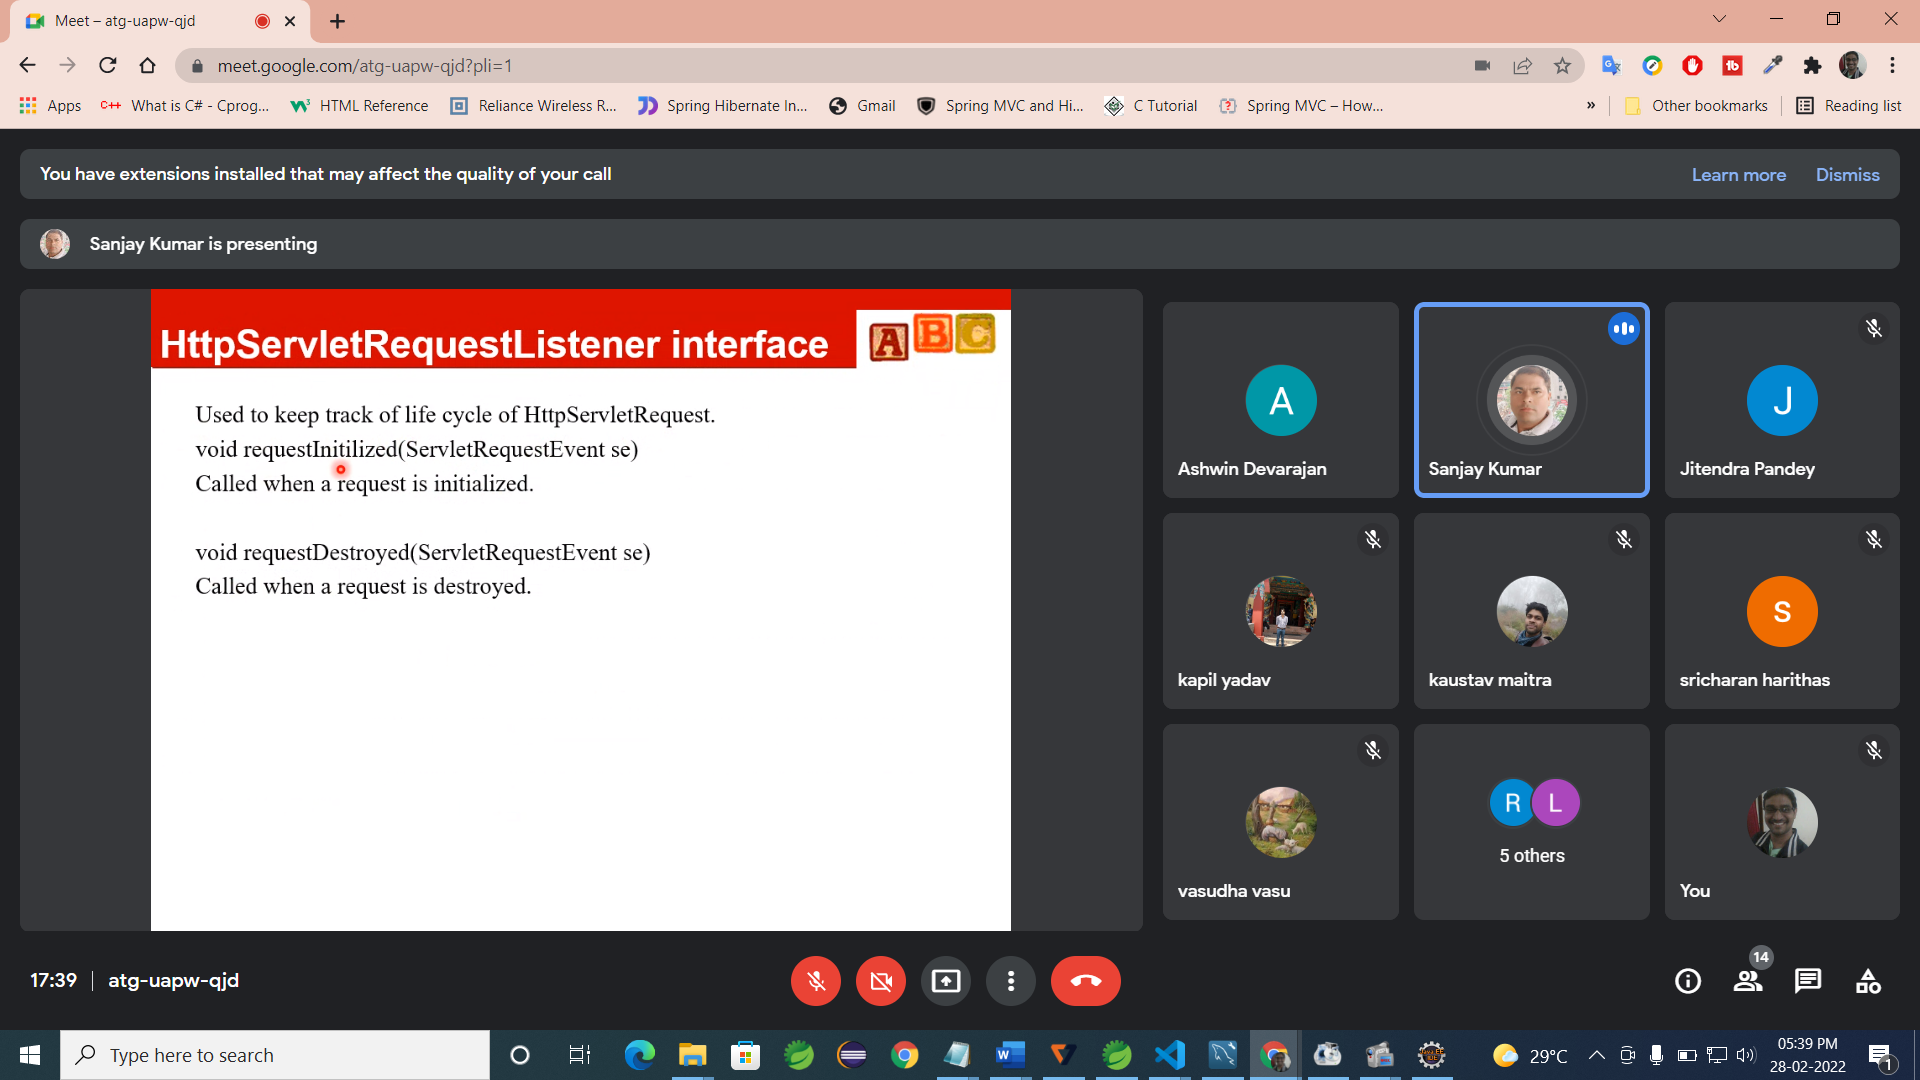 Meet – atg-uapw-qjd
meet.google.com/atg-uapw-qjd?pli=1
Apps
C++ What is C# - Cprog...
HTML Reference
Reliance Wireless R...
Spring Hibernate In...
Gmail
Spring MVC and Hi...
C Tutorial
Spring MVC – How...
»
Other bookmarks
Reading list
You have extensions installed that may affect the quality of your call
Learn more
Dismiss
Sanjay Kumar is presenting
HttpServletRequestListener interface
A B C
Used to keep track of life cycle of HttpServletRequest.
void requestInitilized(ServletRequestEvent se)
Called when a request is initialized.
void requestDestroyed(ServletRequestEvent se)
Called when a request is destroyed.
A
Ashwin Devarajan
Sanjay Kumar
J
Jitendra Pandey
kapil yadav
kaustav maitra
S
sricharan harithas
vasudha vasu
R L
5 others
You
17:39 | atg-uapw-qjd
14
Type here to search
29°C
05:39 PM
28-02-2022
1